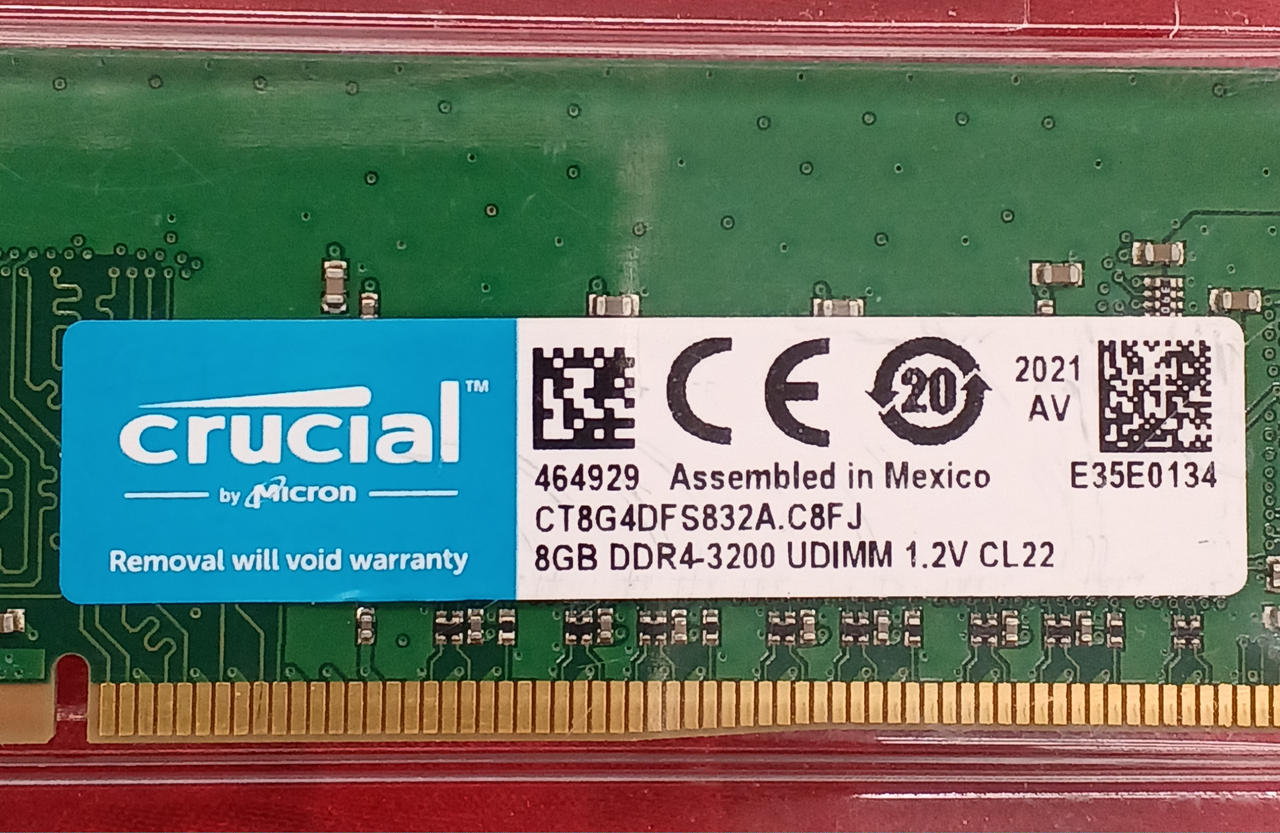 crucial™
by Micron
Removal will void warranty
CE
20
2021
AV
464929 Assembled in Mexico E35E0134
CT8G4DFS832A.C8FJ
8GB DDR4-3200 UDIMM 1.2V CL22